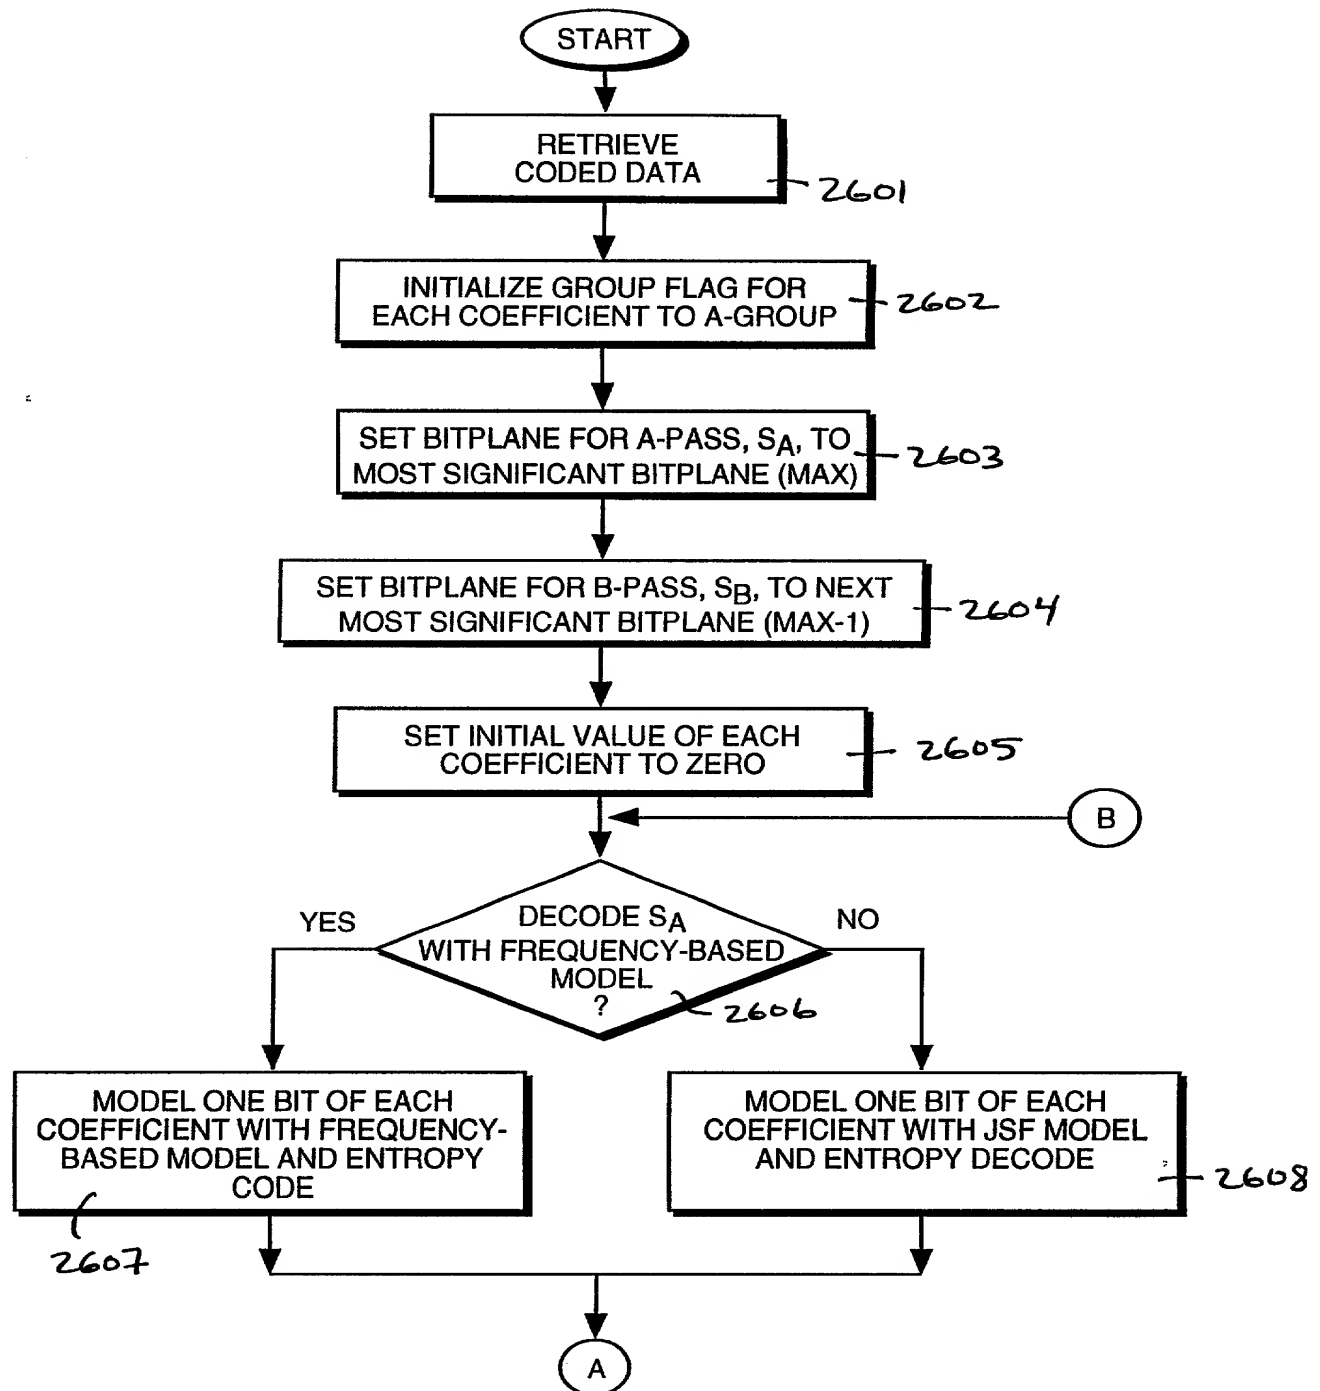 START
RETRIEVE
CODED DATA
2601
INITIALIZE GROUP FLAG FOR
EACH COEFFICIENT TO A-GROUP
2602
SET BITPLANE FOR A-PASS, SA, TO
MOST SIGNIFICANT BITPLANE (MAX)
2603
SET BITPLANE FOR B-PASS, SB, TO NEXT
MOST SIGNIFICANT BITPLANE (MAX-1)
2604
SET INITIAL VALUE OF EACH
COEFFICIENT TO ZERO
2605
B
YES
DECODE SA
WITH FREQUENCY-BASED
MODEL
?
NO
2606
MODEL ONE BIT OF EACH
COEFFICIENT WITH FREQUENCY-
BASED MODEL AND ENTROPY
CODE
2607
MODEL ONE BIT OF EACH
COEFFICIENT WITH JSF MODEL
AND ENTROPY DECODE
2608
A